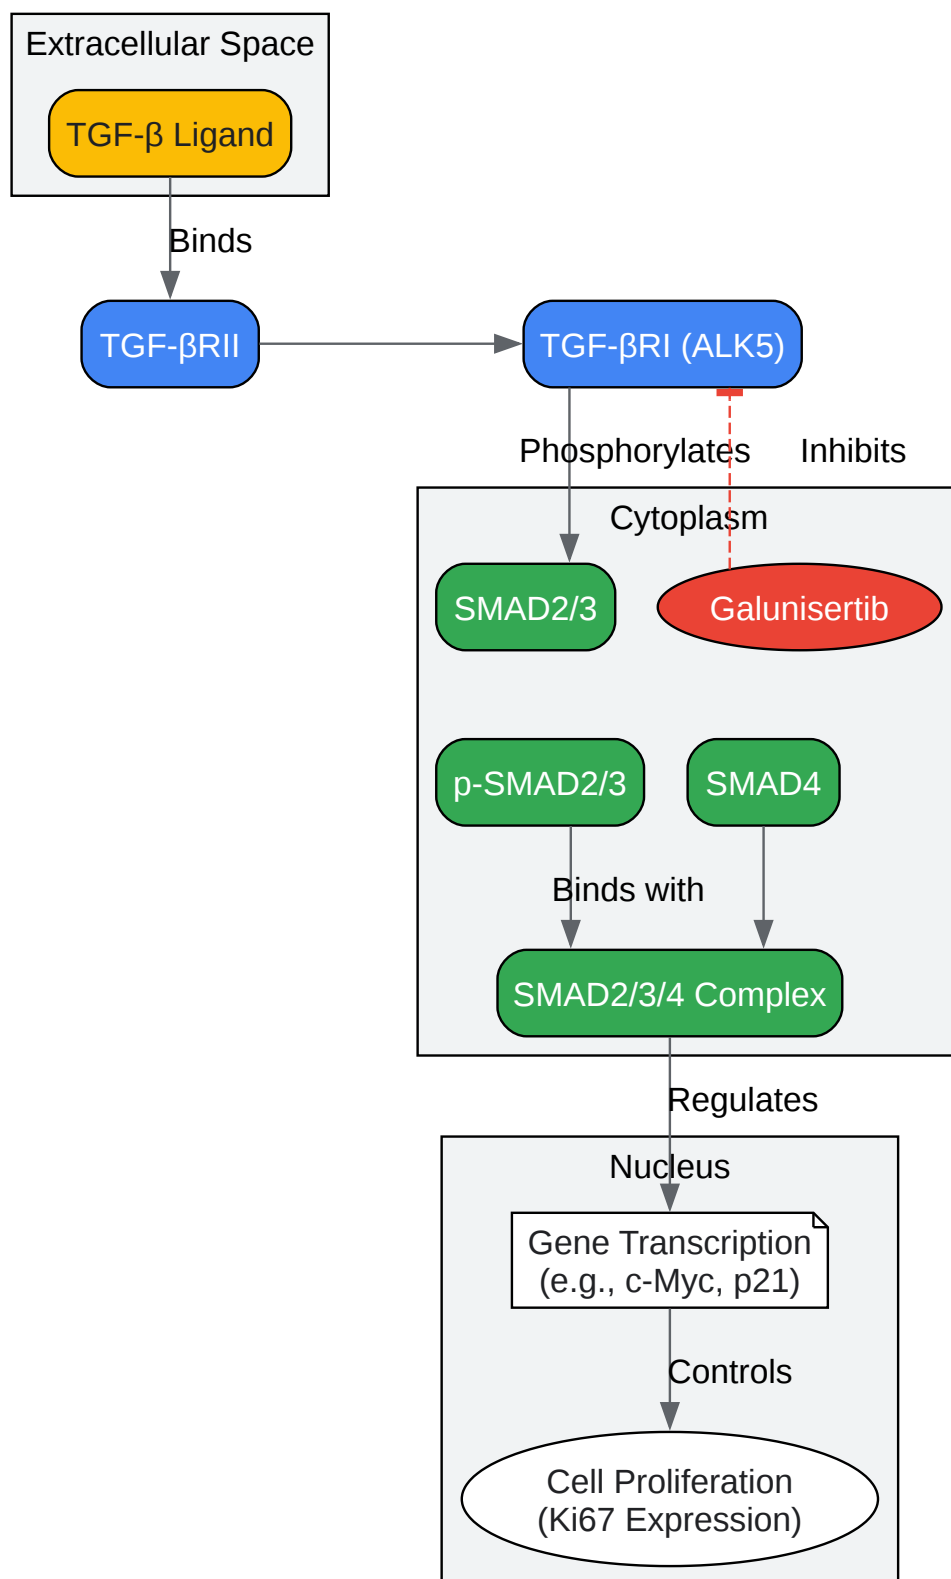 Extracellular Space
TGF-β Ligand
Binds
TGF-βRII
TGF-βRI (ALK5)
Phosphorylates
Inhibits
Cytoplasm
SMAD2/3
Galunisertib
p-SMAD2/3
SMAD4
Binds with
SMAD2/3/4 Complex
Regulates
Nucleus
Gene Transcription
(e.g., c-Myc, p21)
Controls
Cell Proliferation
(Ki67 Expression)